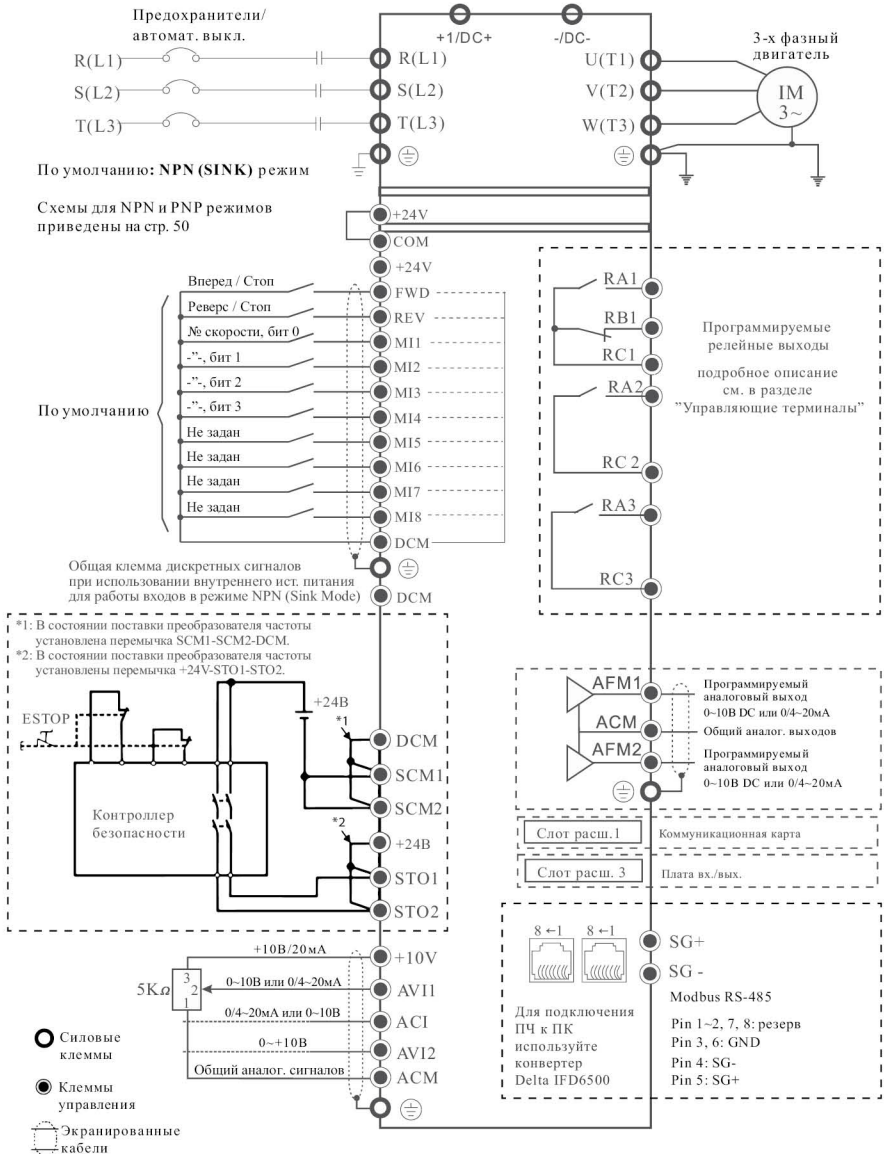 Предохранители/
автомат. выкл.
+1/DC+
-/DC-
3-х фазный
двигатель
R(L1)
R(L1)
U(T1)
S(L2)
S(L2)
V(T2)
IM
3~
T(L3)
T(L3)
W(T3)
По умолчанию: NPN (SINK) режим
Схемы для NPN и PNP режимов
приведены на стр. 50
+24V
COM
+24V
Вперед / Стоп
FWD
Реверс / Стоп
REV
№ скорости, бит 0
MI1
-”-, бит 1
MI2
-”-, бит 2
MI3
По умолчанию
-”-, бит 3
MI4
Не задан
MI5
Не задан
MI6
Не задан
MI7
Не задан
MI8
DCM
Общая клемма дискретных сигналов
при использовании внутреннего ист. питания
для работы входов в режиме NPN (Sink Mode)
DCM
RA1
RB1
RC1
RA2
RC 2
RA3
RC3
Программируемые
релейные выходы
подробное описание
см. в разделе
”Управляющие терминалы”
*1: В состоянии поставки преобразователя частоты
установлена перемычка SCM1-SCM2-DCM.
*2: В состоянии поставки преобразователя частоты
установлены перемычка +24V-STO1-STO2.
ESTOP
+24В
*1
DCM
SCM1
SCM2
*2
+24В
STO1
STO2
Контроллер
безопасности
AFM1
Программируемый
аналоговый выход
0~10В DC или 0/4~20мА
ACM
Общий аналог. выходов
AFM2
Программируемый
аналоговый выход
0~10В DC или 0/4~20мА
Слот расш.1
Коммуникационная карта
Слот расш. 3
Плата вх./вых.
+10В/20мА
+10V
5KΩ
3
2
1
0~10В или 0/4~20мА
AVI1
0/4~20мА или 0~10В
ACI
0~+10В
AVI2
Общий аналог. сигналов
ACM
8 ←1
8 ←1
SG+
SG -
Modbus RS-485
Для подключения
ПЧ к ПК
используйте
конвертер
Delta IFD6500
Pin 1~2, 7, 8: резерв
Pin 3, 6: GND
Pin 4: SG-
Pin 5: SG+
Силовые
клеммы
Клеммы
управления
Экранированные
кабели